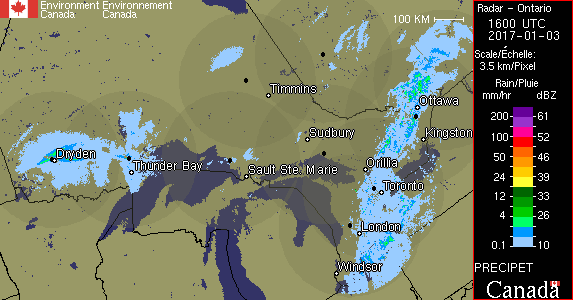 Environment Environnement
Canada Canada
100 KM
Timmins
Ottawa
Sudbury
Kingston
Dryden
Thunder Bay
Sault Ste. Marie
Orillia
Toronto
London
Windsor
Radar - Ontario
1600 UTC
2017-01-03
Scale/Échelle:
3.5 km/Pixel
Rain/Pluie
mm/hr dBZ
200 61
100 52
50 46
24 39
12 33
4 26
0.1 10
PRECIPET
Canada